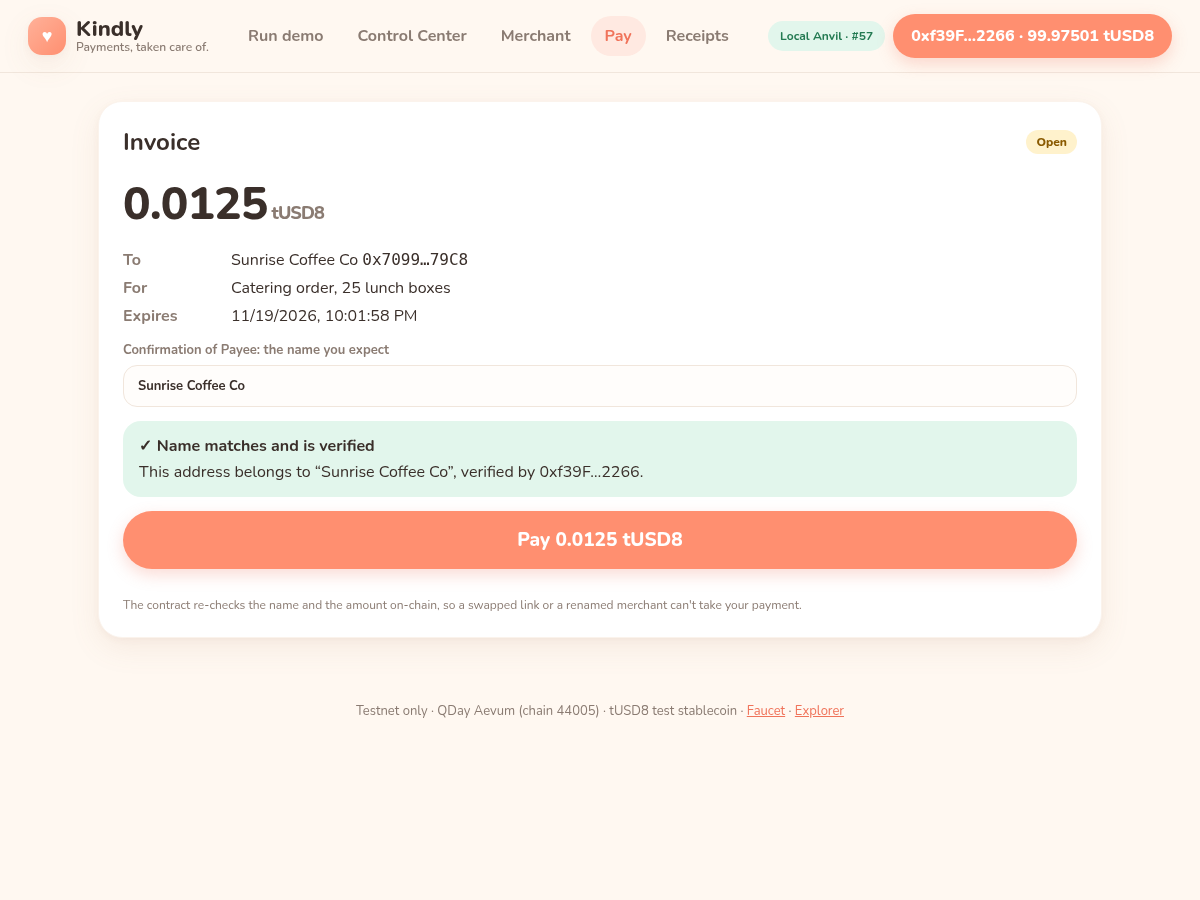 ♥
Kindly
Payments, taken care of.
Run demo
Control Center
Merchant
Pay
Receipts
Local Anvil · #57
0xf39F…2266 · 99.97501 tUSD8
Invoice
Open
0.0125 tUSD8
To Sunrise Coffee Co 0x7099…79C8
For Catering order, 25 lunch boxes
Expires 11/19/2026, 10:01:58 PM
Confirmation of Payee: the name you expect
Sunrise Coffee Co
✓ Name matches and is verified
This address belongs to “Sunrise Coffee Co”, verified by 0xf39F…2266.
Pay 0.0125 tUSD8
The contract re-checks the name and the amount on-chain, so a swapped link or a renamed merchant can't take your payment.
Testnet only · QDay Aevum (chain 44005) · tUSD8 test stablecoin · Faucet · Explorer